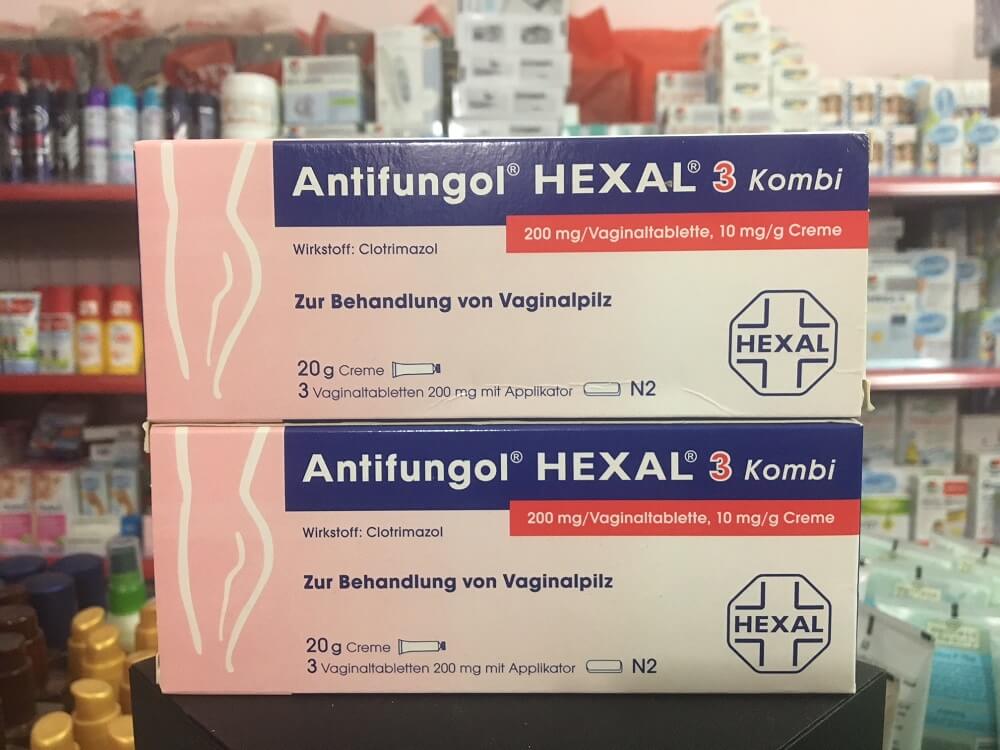 Antifungol® HEXAL® 3 Kombi
200 mg/Vaginaltablette, 10 mg/g Creme
Wirkstoff: Clotrimazol
Zur Behandlung von Vaginalpilz
HEXAL
20 g Creme
3 Vaginaltabletten 200 mg mit Applikator N2
Antifungol® HEXAL® 3 Kombi
200 mg/Vaginaltablette, 10 mg/g Creme
Wirkstoff: Clotrimazol
Zur Behandlung von Vaginalpilz
HEXAL
20 g Creme
3 Vaginaltabletten 200 mg mit Applikator N2